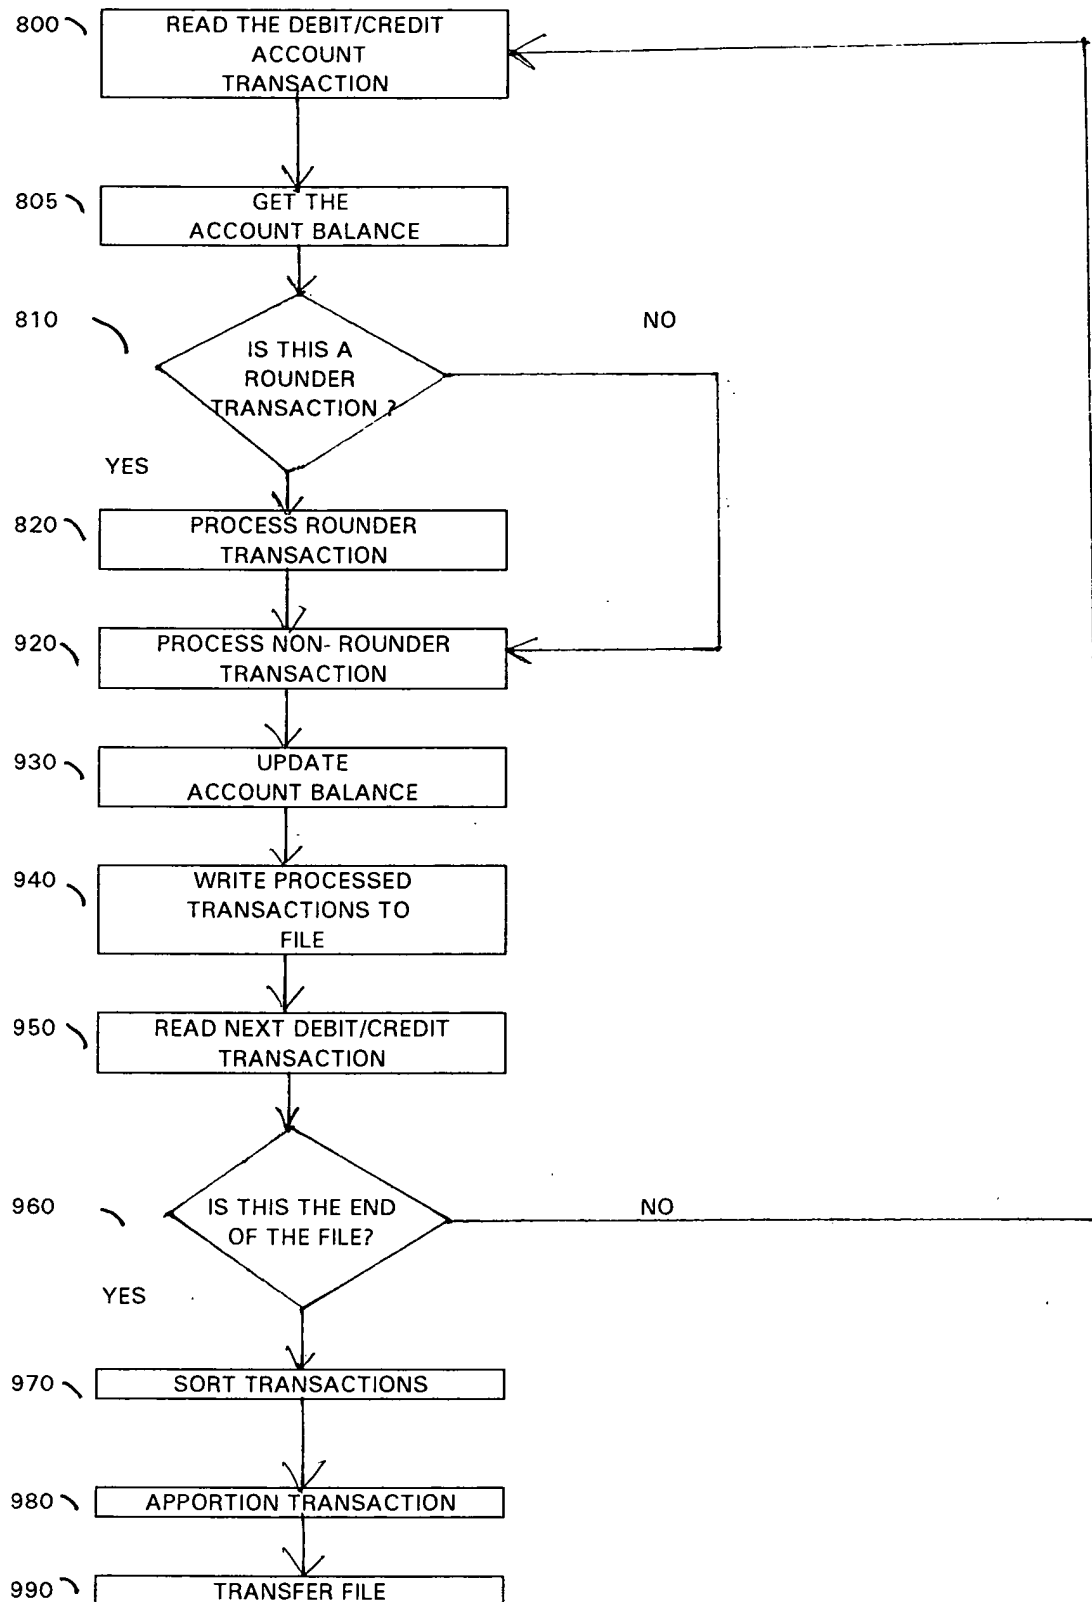 800
READ THE DEBIT/CREDIT
ACCOUNT
TRANSACTION
805
GET THE
ACCOUNT BALANCE
810
NO
IS THIS A
ROUNDER
TRANSACTION ?
YES
820
PROCESS ROUNDER
TRANSACTION
920
PROCESS NON- ROUNDER
TRANSACTION
930
UPDATE
ACCOUNT BALANCE
940
WRITE PROCESSED
TRANSACTIONS TO
FILE
950
READ NEXT DEBIT/CREDIT
TRANSACTION
960
IS THIS THE END
OF THE FILE?
NO
YES
970
SORT TRANSACTIONS
980
APPORTION TRANSACTION
990
TRANSFER FILE